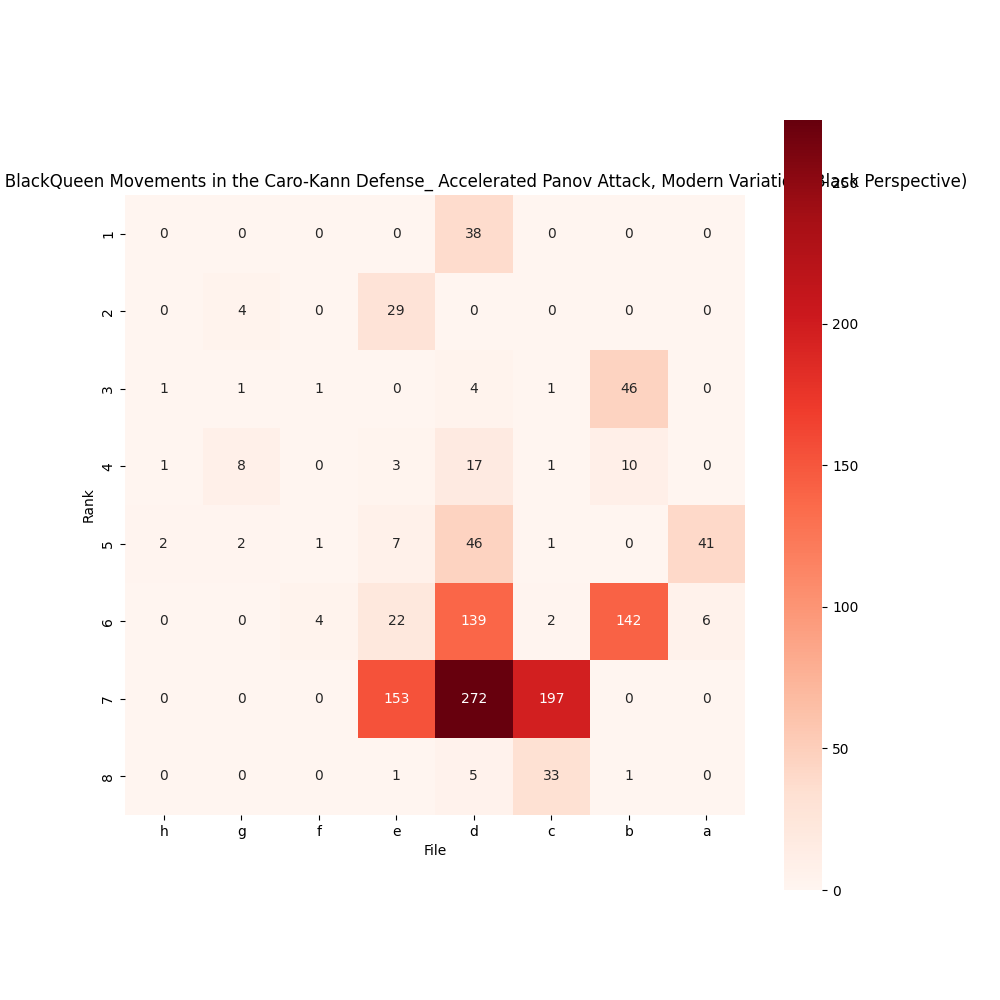 BlackQueen Movements in the Caro-Kann Defense_ Accelerated Panov Attack, Modern Variation (Black Perspective)
250
1 0 0 0 0 38 0 0 0
2 0 4 0 29 0 0 0 0
200
3 1 1 1 0 4 1 46 0
4 1 8 0 3 17 1 10 0
150
Rank
5 2 2 1 7 46 1 0 41
100
6 0 0 4 22 139 2 142 6
7 0 0 0 153 272 197 0 0
50
8 0 0 0 1 5 33 1 0
h g f e d c b a
File
0